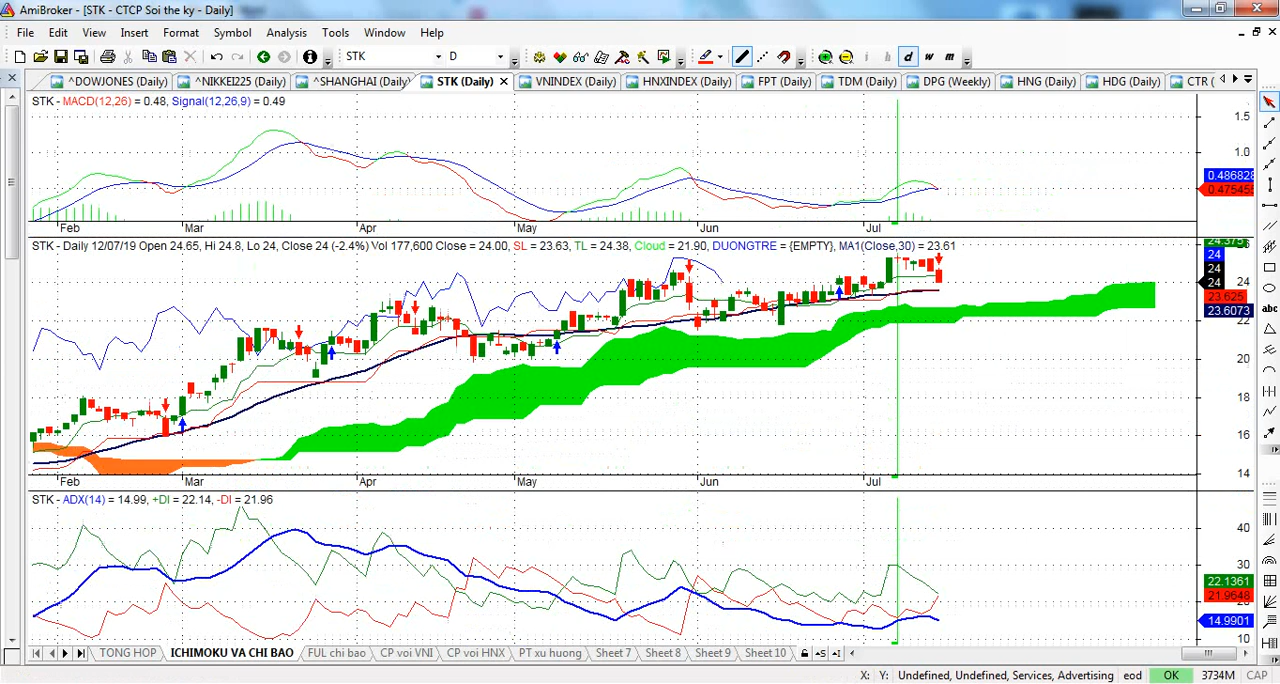 AmiBroker - [STK - CTCP Soi the ky - Daily]
File Edit View Insert Format Symbol Analysis Tools Window Help
STK D i h d w m
^DOWJONES (Daily) ^NIKKEI225 (Daily) ^SHANGHAI (Daily) STK (Daily) VNINDEX (Daily) HNXINDEX (Daily) FPT (Daily) TDM (Daily) DPG (Weekly) HNG (Daily) HDG (Daily) CTR (
STK - MACD(12,26) = 0.48, Signal(12,26,9) = 0.49
1.5
1.0
0.486828
0.475455
Feb Mar Apr May Jun Jul
STK - Daily 12/07/19 Open 24.65, Hi 24.8, Lo 24, Close 24 (-2.4%) Vol 177,600 Close = 24.00, SL = 23.63, TL = 24.38, Cloud = 21.90, DUONGTRE = {EMPTY}, MA1(Close,30) = 23.61
24.375
24
24
24 24
23.625
23.6073
22
20
18
16
14
Feb Mar Apr May Jun Jul
STK - ADX(14) = 14.99, +DI = 22.14, -DI = 21.96
40
30
22.1361
21.9648
14.9901
10
abc
TONG HOP ICHIMOKU VA CHI BAO FUL chi bao CP voi VNI CP voi HNX PT xu huong Sheet 7 Sheet 8 Sheet 9 Sheet 10
X: Y: Undefined, Undefined, Services, Advertising eod OK 3734M CAP